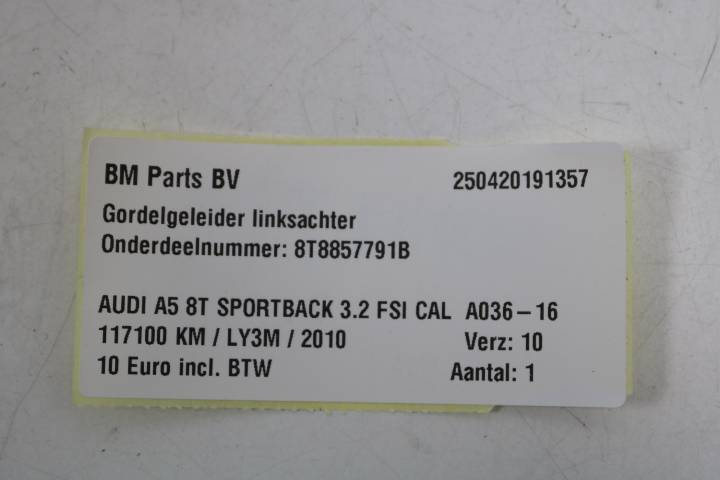 BM Parts BV 250420191357
Gordelgeleider linksachter
Onderdeelnummer: 8T8857791B
AUDI A5 8T SPORTBACK 3.2 FSI CAL A036-16
117100 KM / LY3M / 2010 Verz: 10
10 Euro incl. BTW Aantal: 1